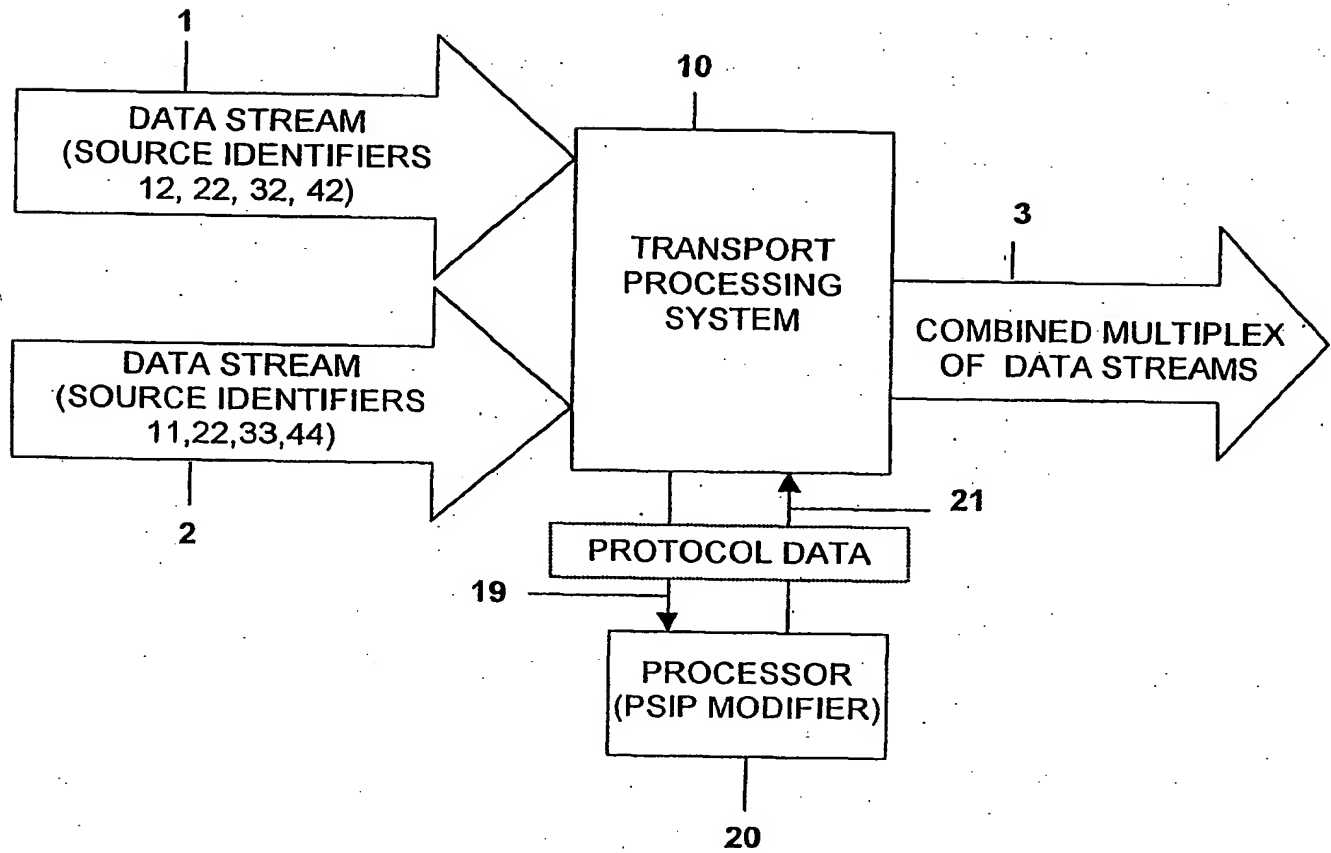 1
DATA STREAM
(SOURCE IDENTIFIERS
12, 22, 32, 42)
10
TRANSPORT
PROCESSING
SYSTEM
3
COMBINED MULTIPLEX
OF DATA STREAMS
DATA STREAM
(SOURCE IDENTIFIERS
11,22,33,44)
2
21
PROTOCOL DATA
19
PROCESSOR
(PSIP MODIFIER)
20